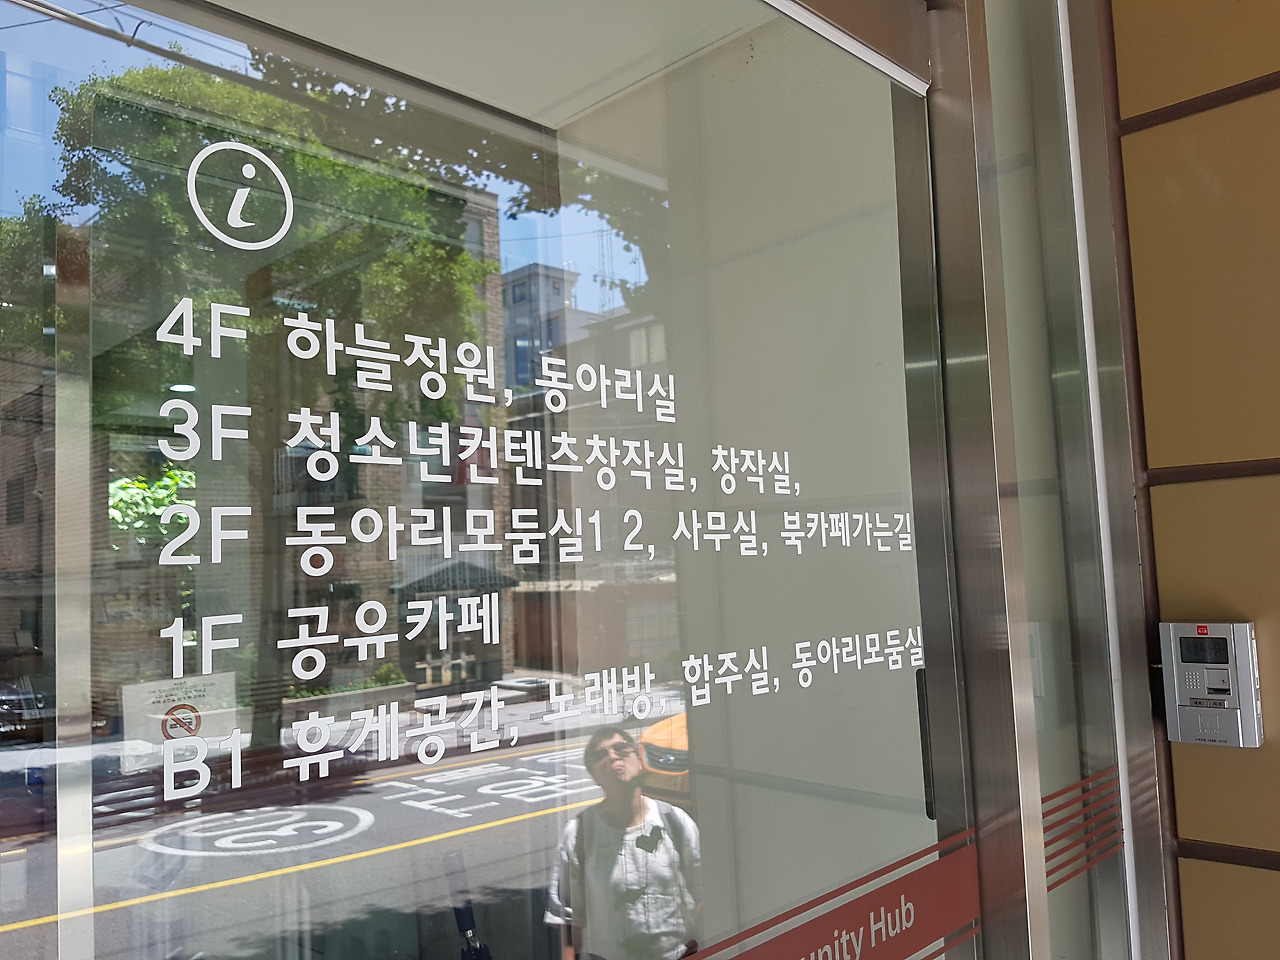 i
4F 하늘정원, 동아리실
3F 청소년컨텐츠창작실, 창작실,
2F 동아리모둠실1 2, 사무실, 북카페가는길
1F 공유카페
B1 휴게공간, 노래방, 합주실, 동아리모둠실
Hub